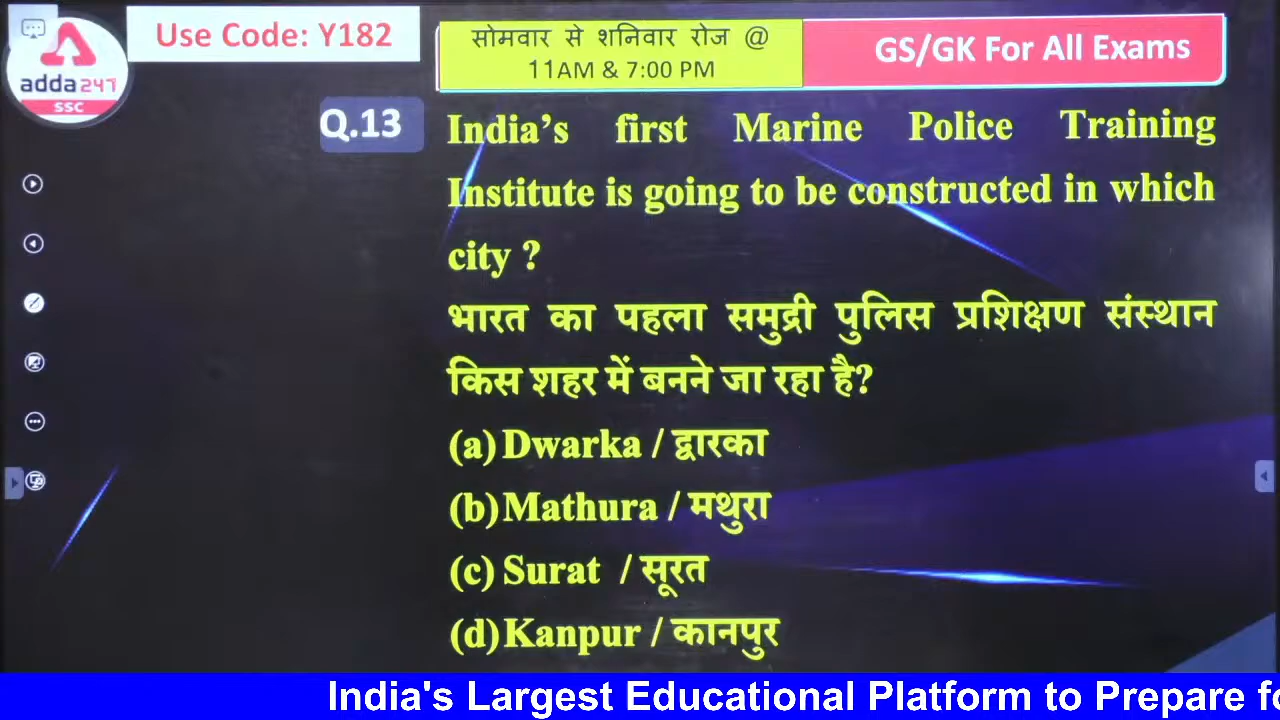 adda247
SSC
Use Code: Y182
सोमवार से शनिवार रोज @
11AM & 7:00 PM
GS/GK For All Exams
Q.13
India's first Marine Police Training
Institute is going to be constructed in which
city ?
भारत का पहला समुद्री पुलिस प्रशिक्षण संस्थान
किस शहर में बनने जा रहा है?
(a) Dwarka / द्वारका
(b) Mathura / मथुरा
(c) Surat / सूरत
(d) Kanpur / कानपुर
India's Largest Educational Platform to Prepare fo